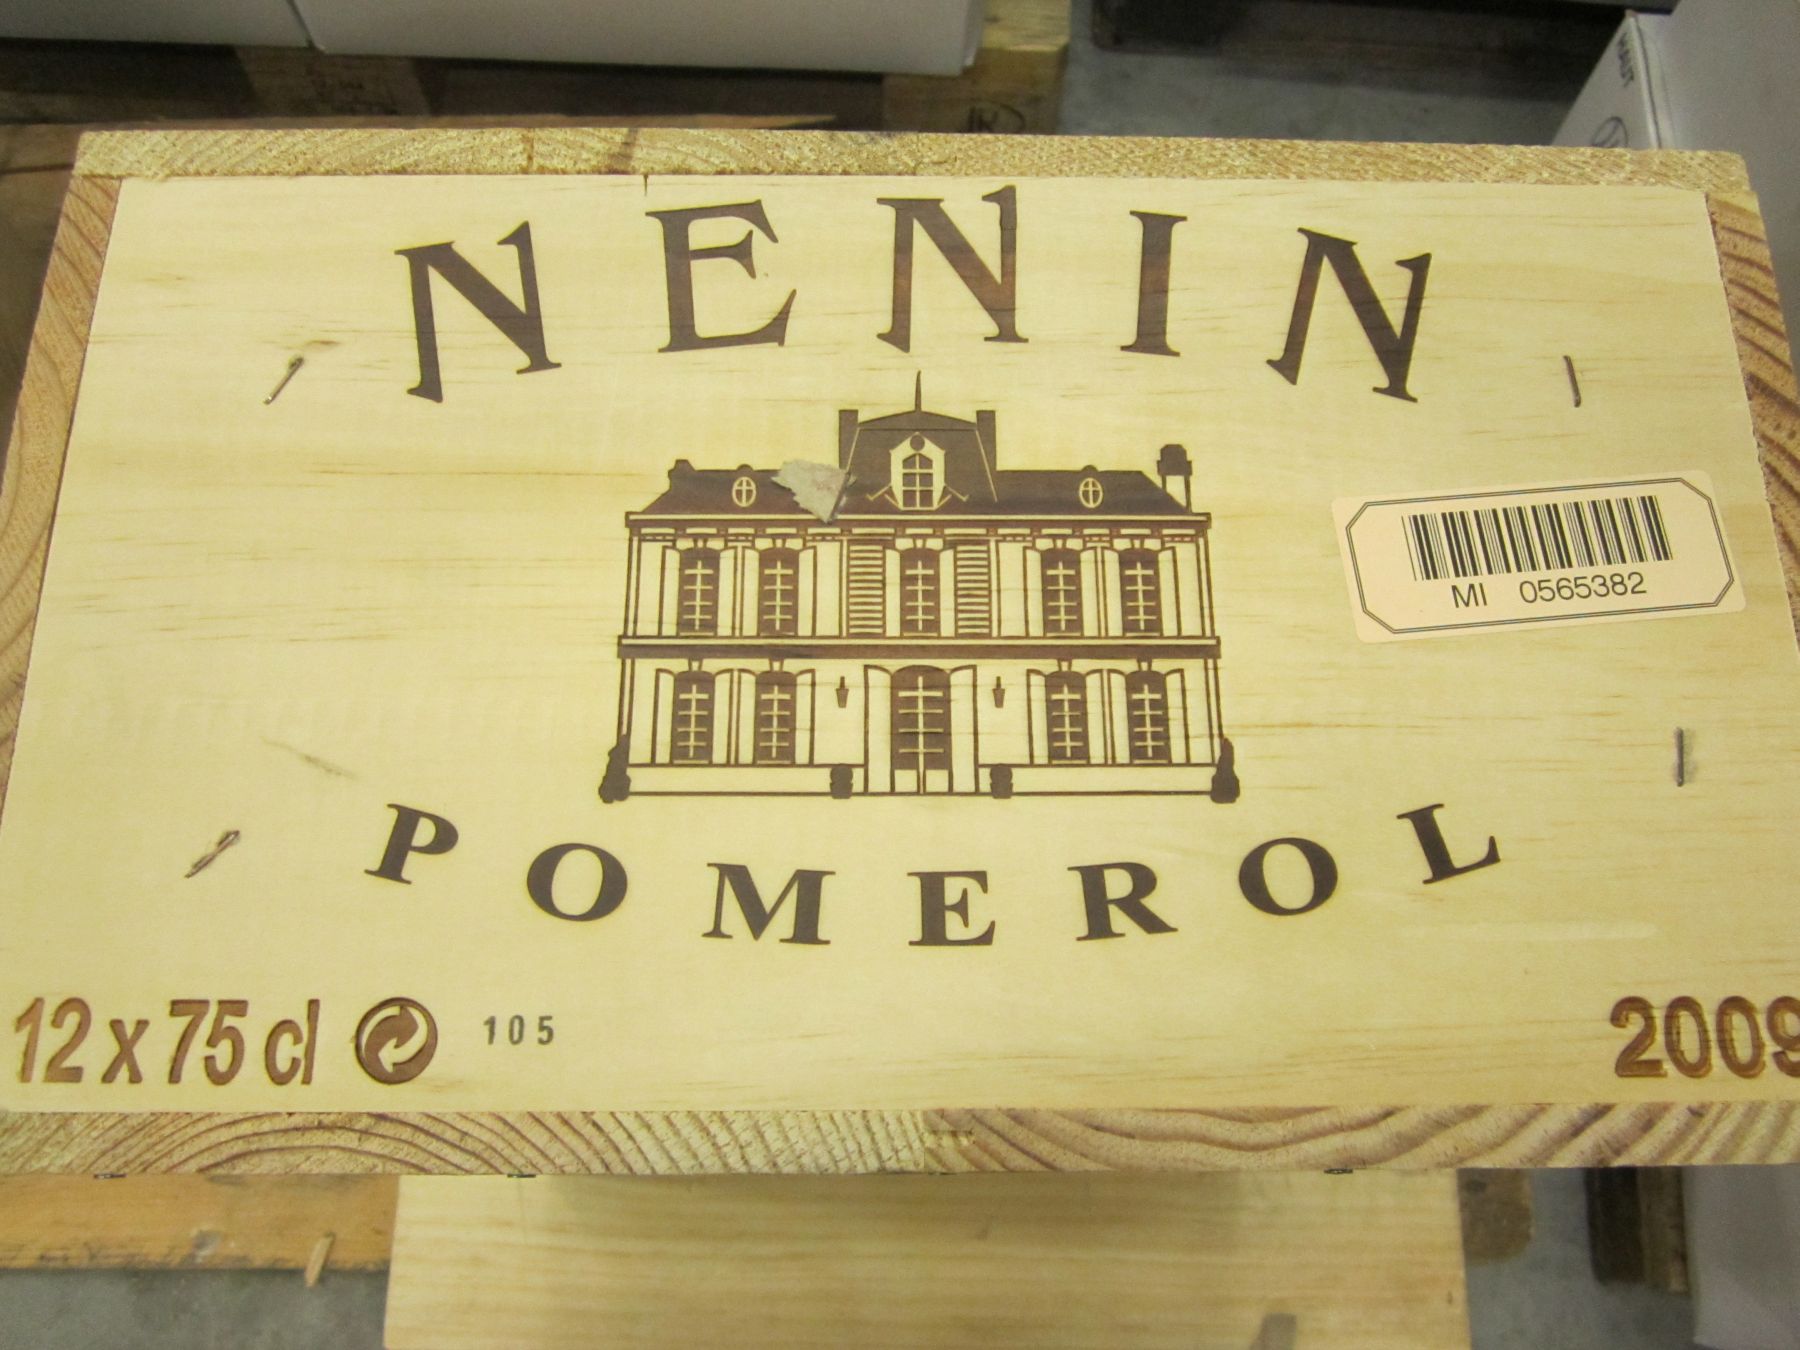 NENIN
MI 0565382
POMEROL
12 x 75 cl 105
2009